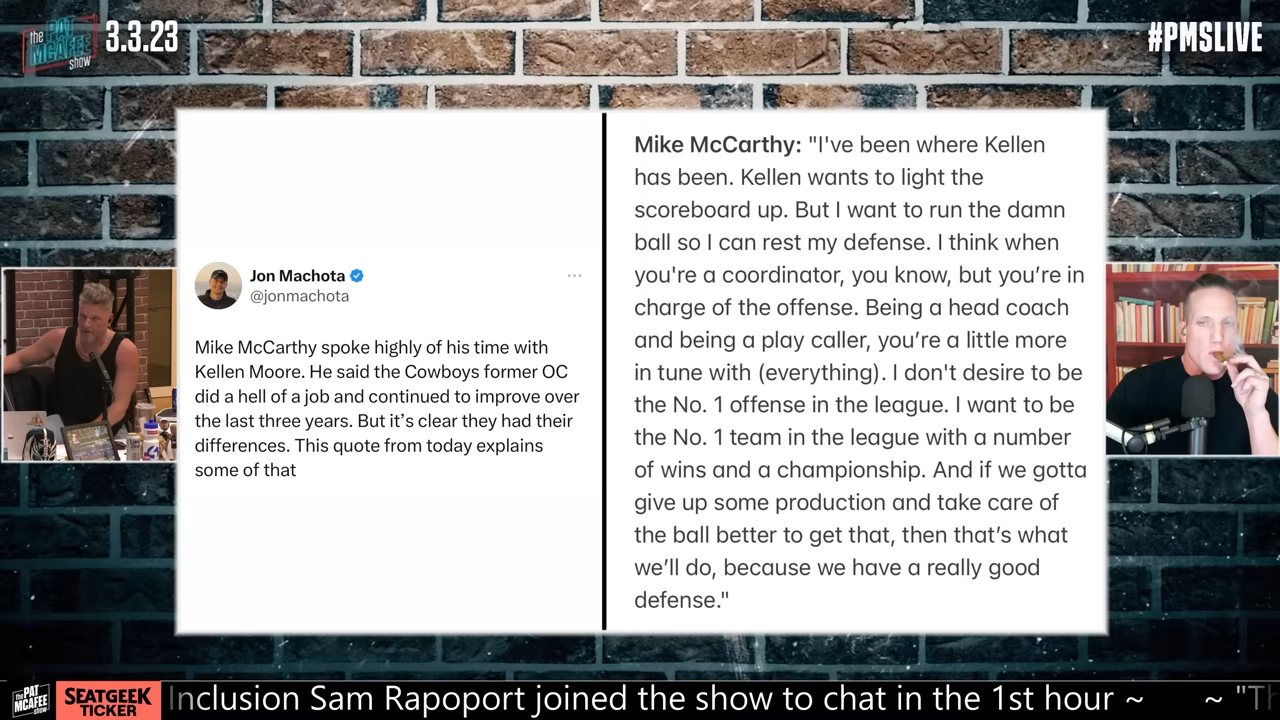 the
PAT
MCAFEE
show
3.3.23
#PMSLIVE
Jon Machota
@jonmachota
Mike McCarthy spoke highly of his time with
Kellen Moore. He said the Cowboys former OC
did a hell of a job and continued to improve over
the last three years. But it’s clear they had their
differences. This quote from today explains
some of that
Mike McCarthy: "I've been where Kellen
has been. Kellen wants to light the
scoreboard up. But I want to run the damn
ball so I can rest my defense. I think when
you're a coordinator, you know, but you’re in
charge of the offense. Being a head coach
and being a play caller, you’re a little more
in tune with (everything). I don't desire to be
the No. 1 offense in the league. I want to be
the No. 1 team in the league with a number
of wins and a championship. And if we gotta
give up some production and take care of
the ball better to get that, then that’s what
we’ll do, because we have a really good
defense."
the PAT
MCAFEE
show
SEATGEEK
TICKER
Inclusion Sam Rapoport joined the show to chat in the 1st hour ~ ~ "Th